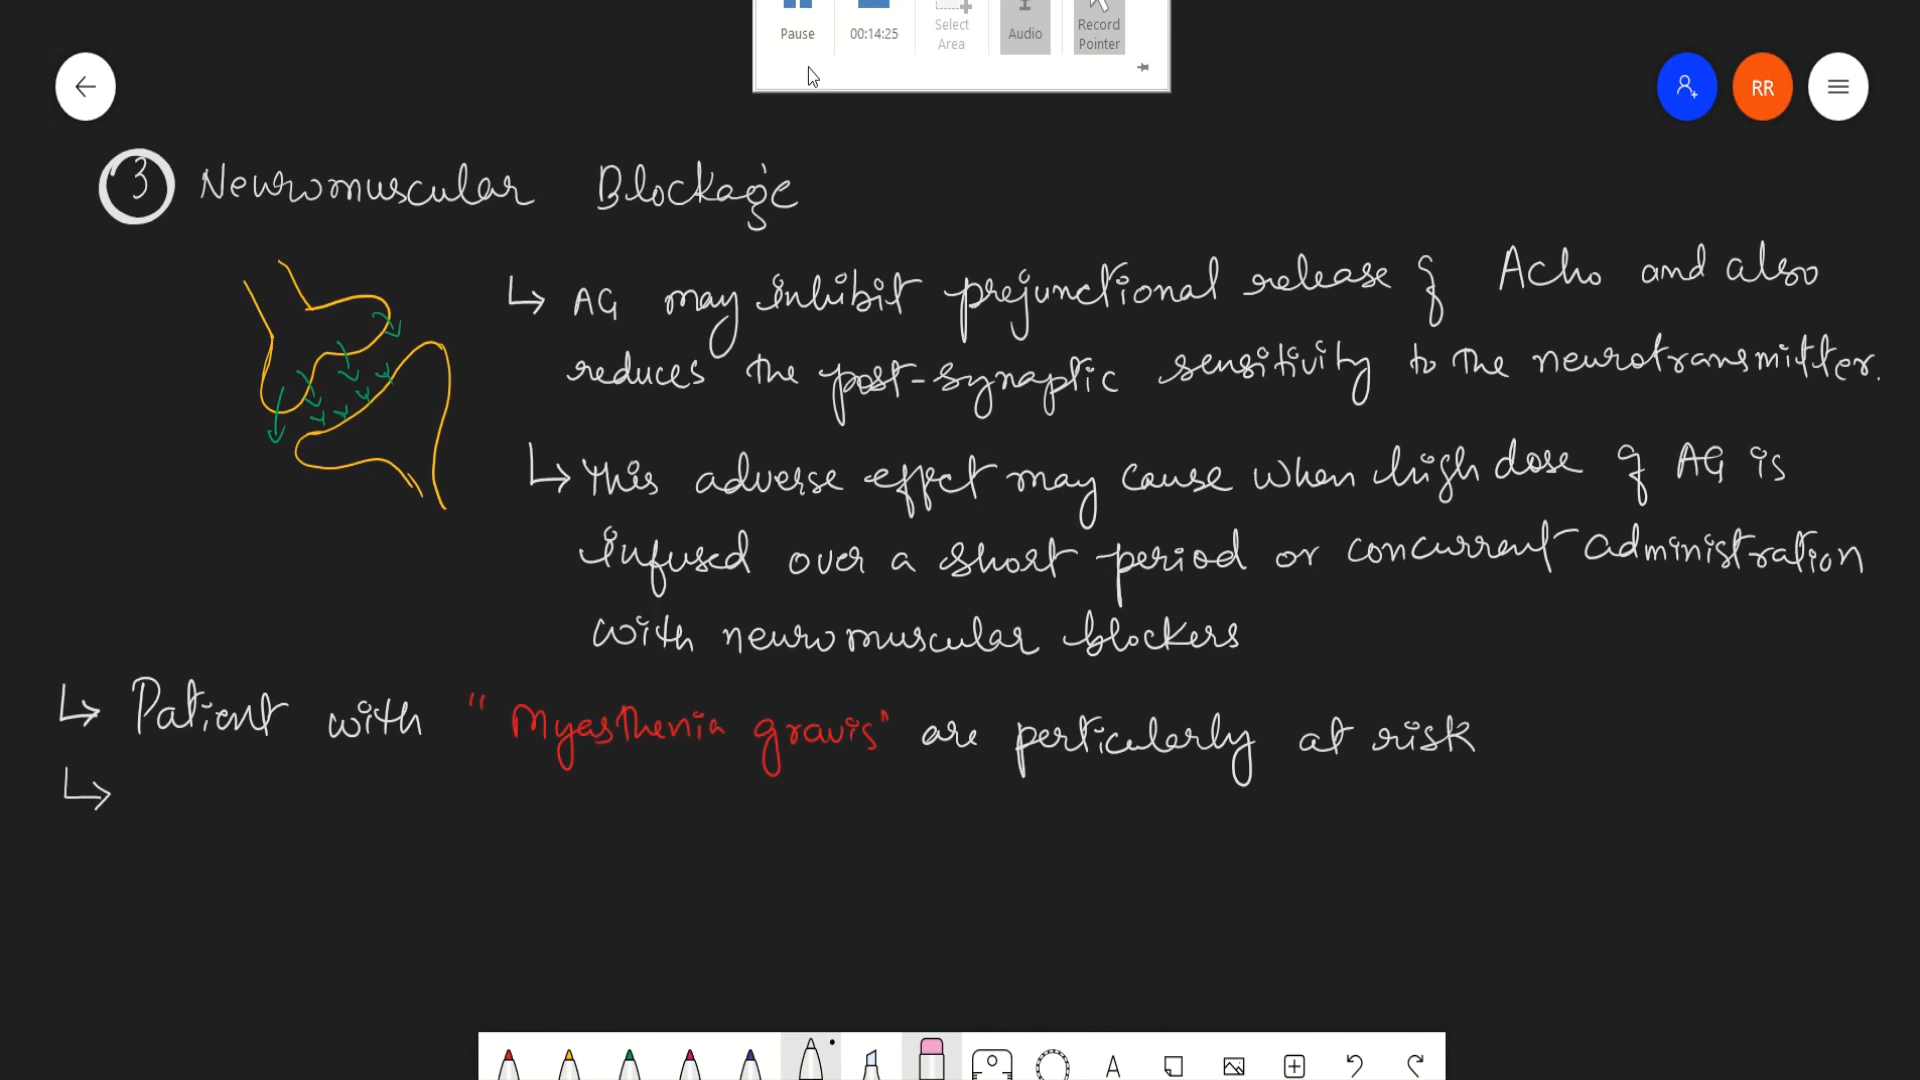 Pause
00:14:25
Select
Area
Audio
Record
Pointer
RR
3 Neuromuscular Blockage
↳ AG may inhibit prejunctional release of Acho and also
reduces the post-synaptic sensitivity to the neurotransmitter.
↳ This adverse effect may cause when high dose of AG is
infused over a short period or concurrent administration
with neuromuscular blockers
↳ Patient with "Myasthenia gravis" are perticularly at risk
↳